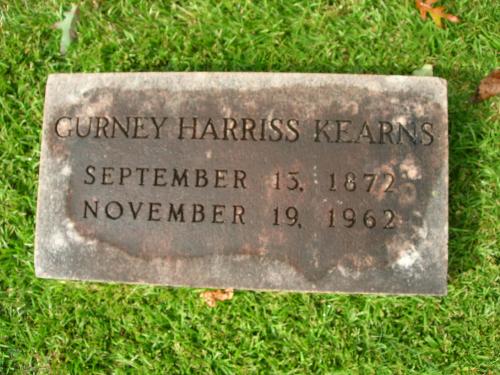 GURNEY HARRISS KEARNS
SEPTEMBER 13, 1872
NOVEMBER 19, 1962